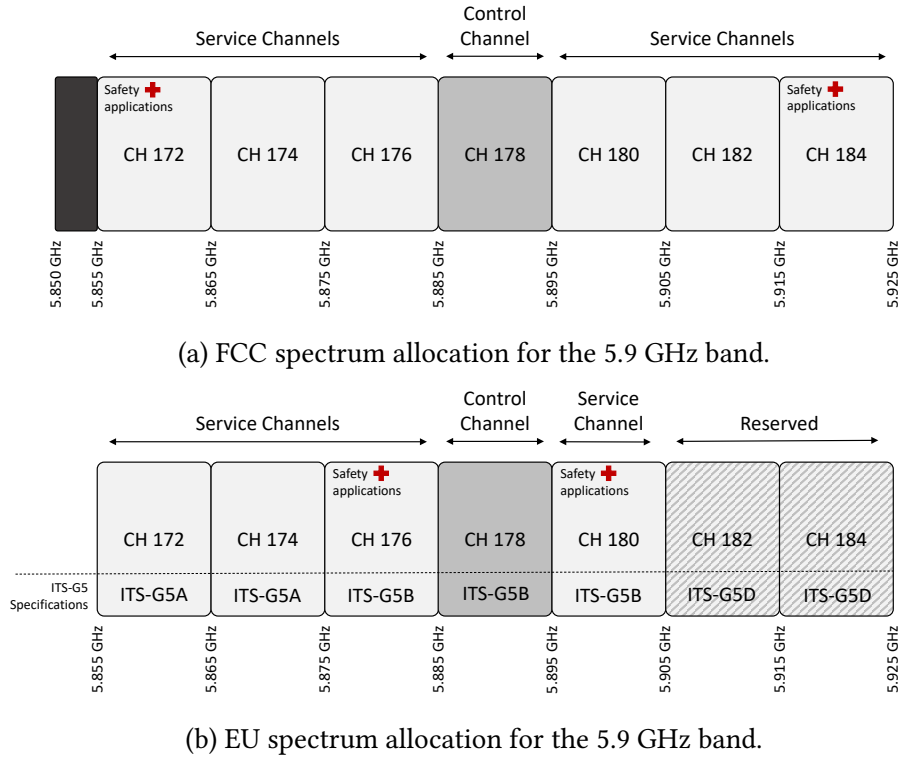 Control
Channel
Service Channels
Service Channels
Safety
applications
Safety
applications
CH 172
CH 174
CH 176
CH 178
CH 180
CH 182
CH 184
5.850 GHz
5.855 GHz
5.865 GHz
5.875 GHz
5.885 GHz
5.895 GHz
5.905 GHz
5.915 GHz
5.925 GHz
(a) FCC spectrum allocation for the 5.9 GHz band.
Service Channels
Control
Channel
Service
Channel
Reserved
Safety
applications
Safety
applications
CH 172
CH 174
CH 176
CH 178
CH 180
CH 182
CH 184
ITS-G5
Specifications
ITS-G5A
ITS-G5A
ITS-G5B
ITS-G5B
ITS-G5B
ITS-G5D
ITS-G5D
5.855 GHz
5.865 GHz
5.875 GHz
5.885 GHz
5.895 GHz
5.905 GHz
5.915 GHz
5.925 GHz
(b) EU spectrum allocation for the 5.9 GHz band.